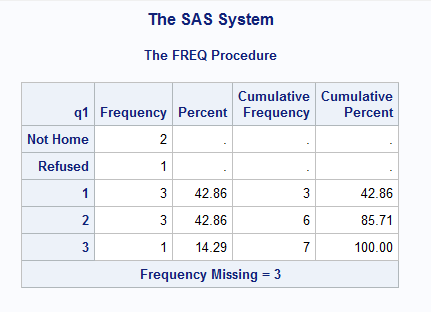 The SAS System
The FREQ Procedure
Cumulative Cumulative
q1 Frequency Percent Frequency Percent
Not Home 2 . . .
Refused 1 . . .
1 3 42.86 3 42.86
2 3 42.86 6 85.71
3 1 14.29 7 100.00
Frequency Missing = 3